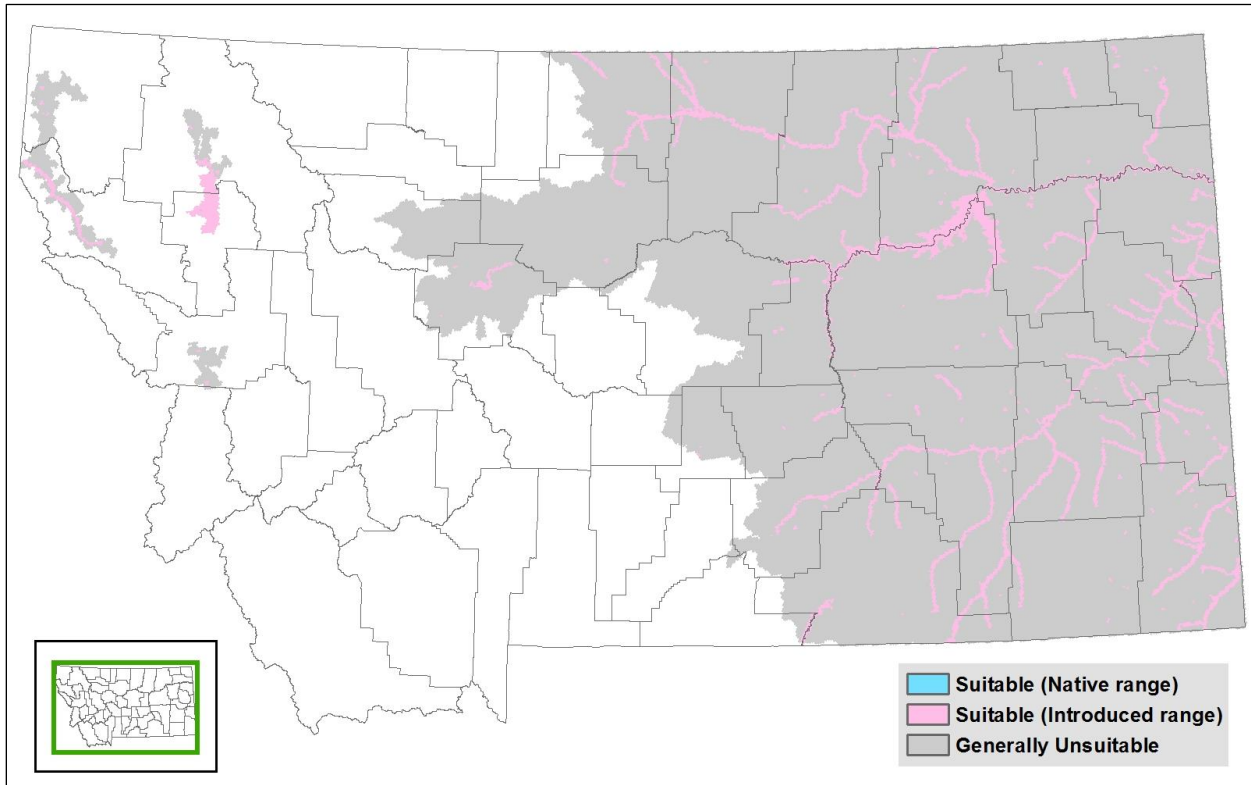 Suitable (Native range)
Suitable (Introduced range)
Generally Unsuitable